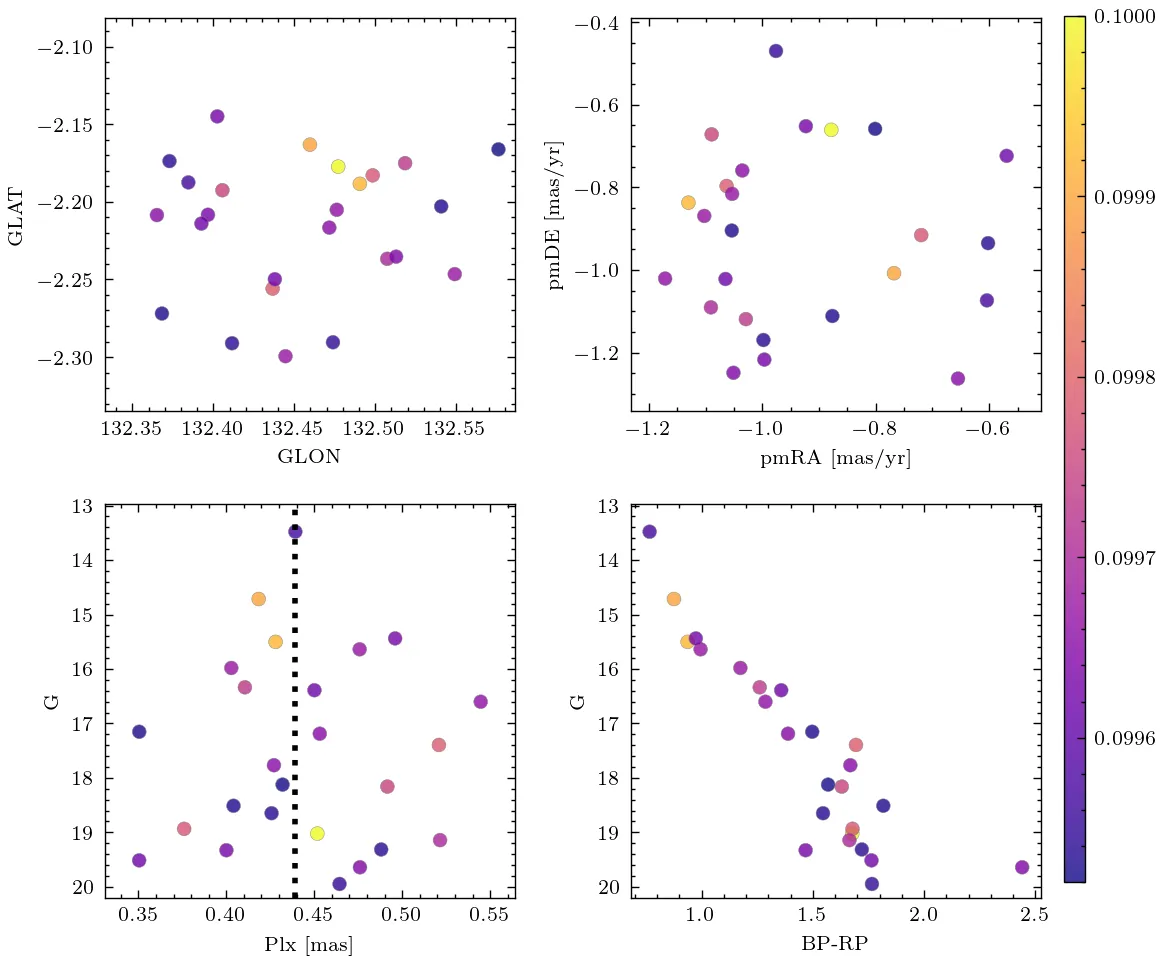 −2.10
−2.15
−2.20
−2.25
−2.30
GLAT
132.35 132.40 132.45 132.50 132.55
GLON
−0.4
−0.6
−0.8
−1.0
−1.2
pmDE [mas/yr]
−1.2 −1.0 −0.8 −0.6
pmRA [mas/yr]
0.1000
0.0999
0.0998
0.0997
0.0996
13
14
15
16
17
18
19
20
G
0.35 0.40 0.45 0.50 0.55
Plx [mas]
13
14
15
16
17
18
19
20
G
1.0 1.5 2.0 2.5
BP-RP